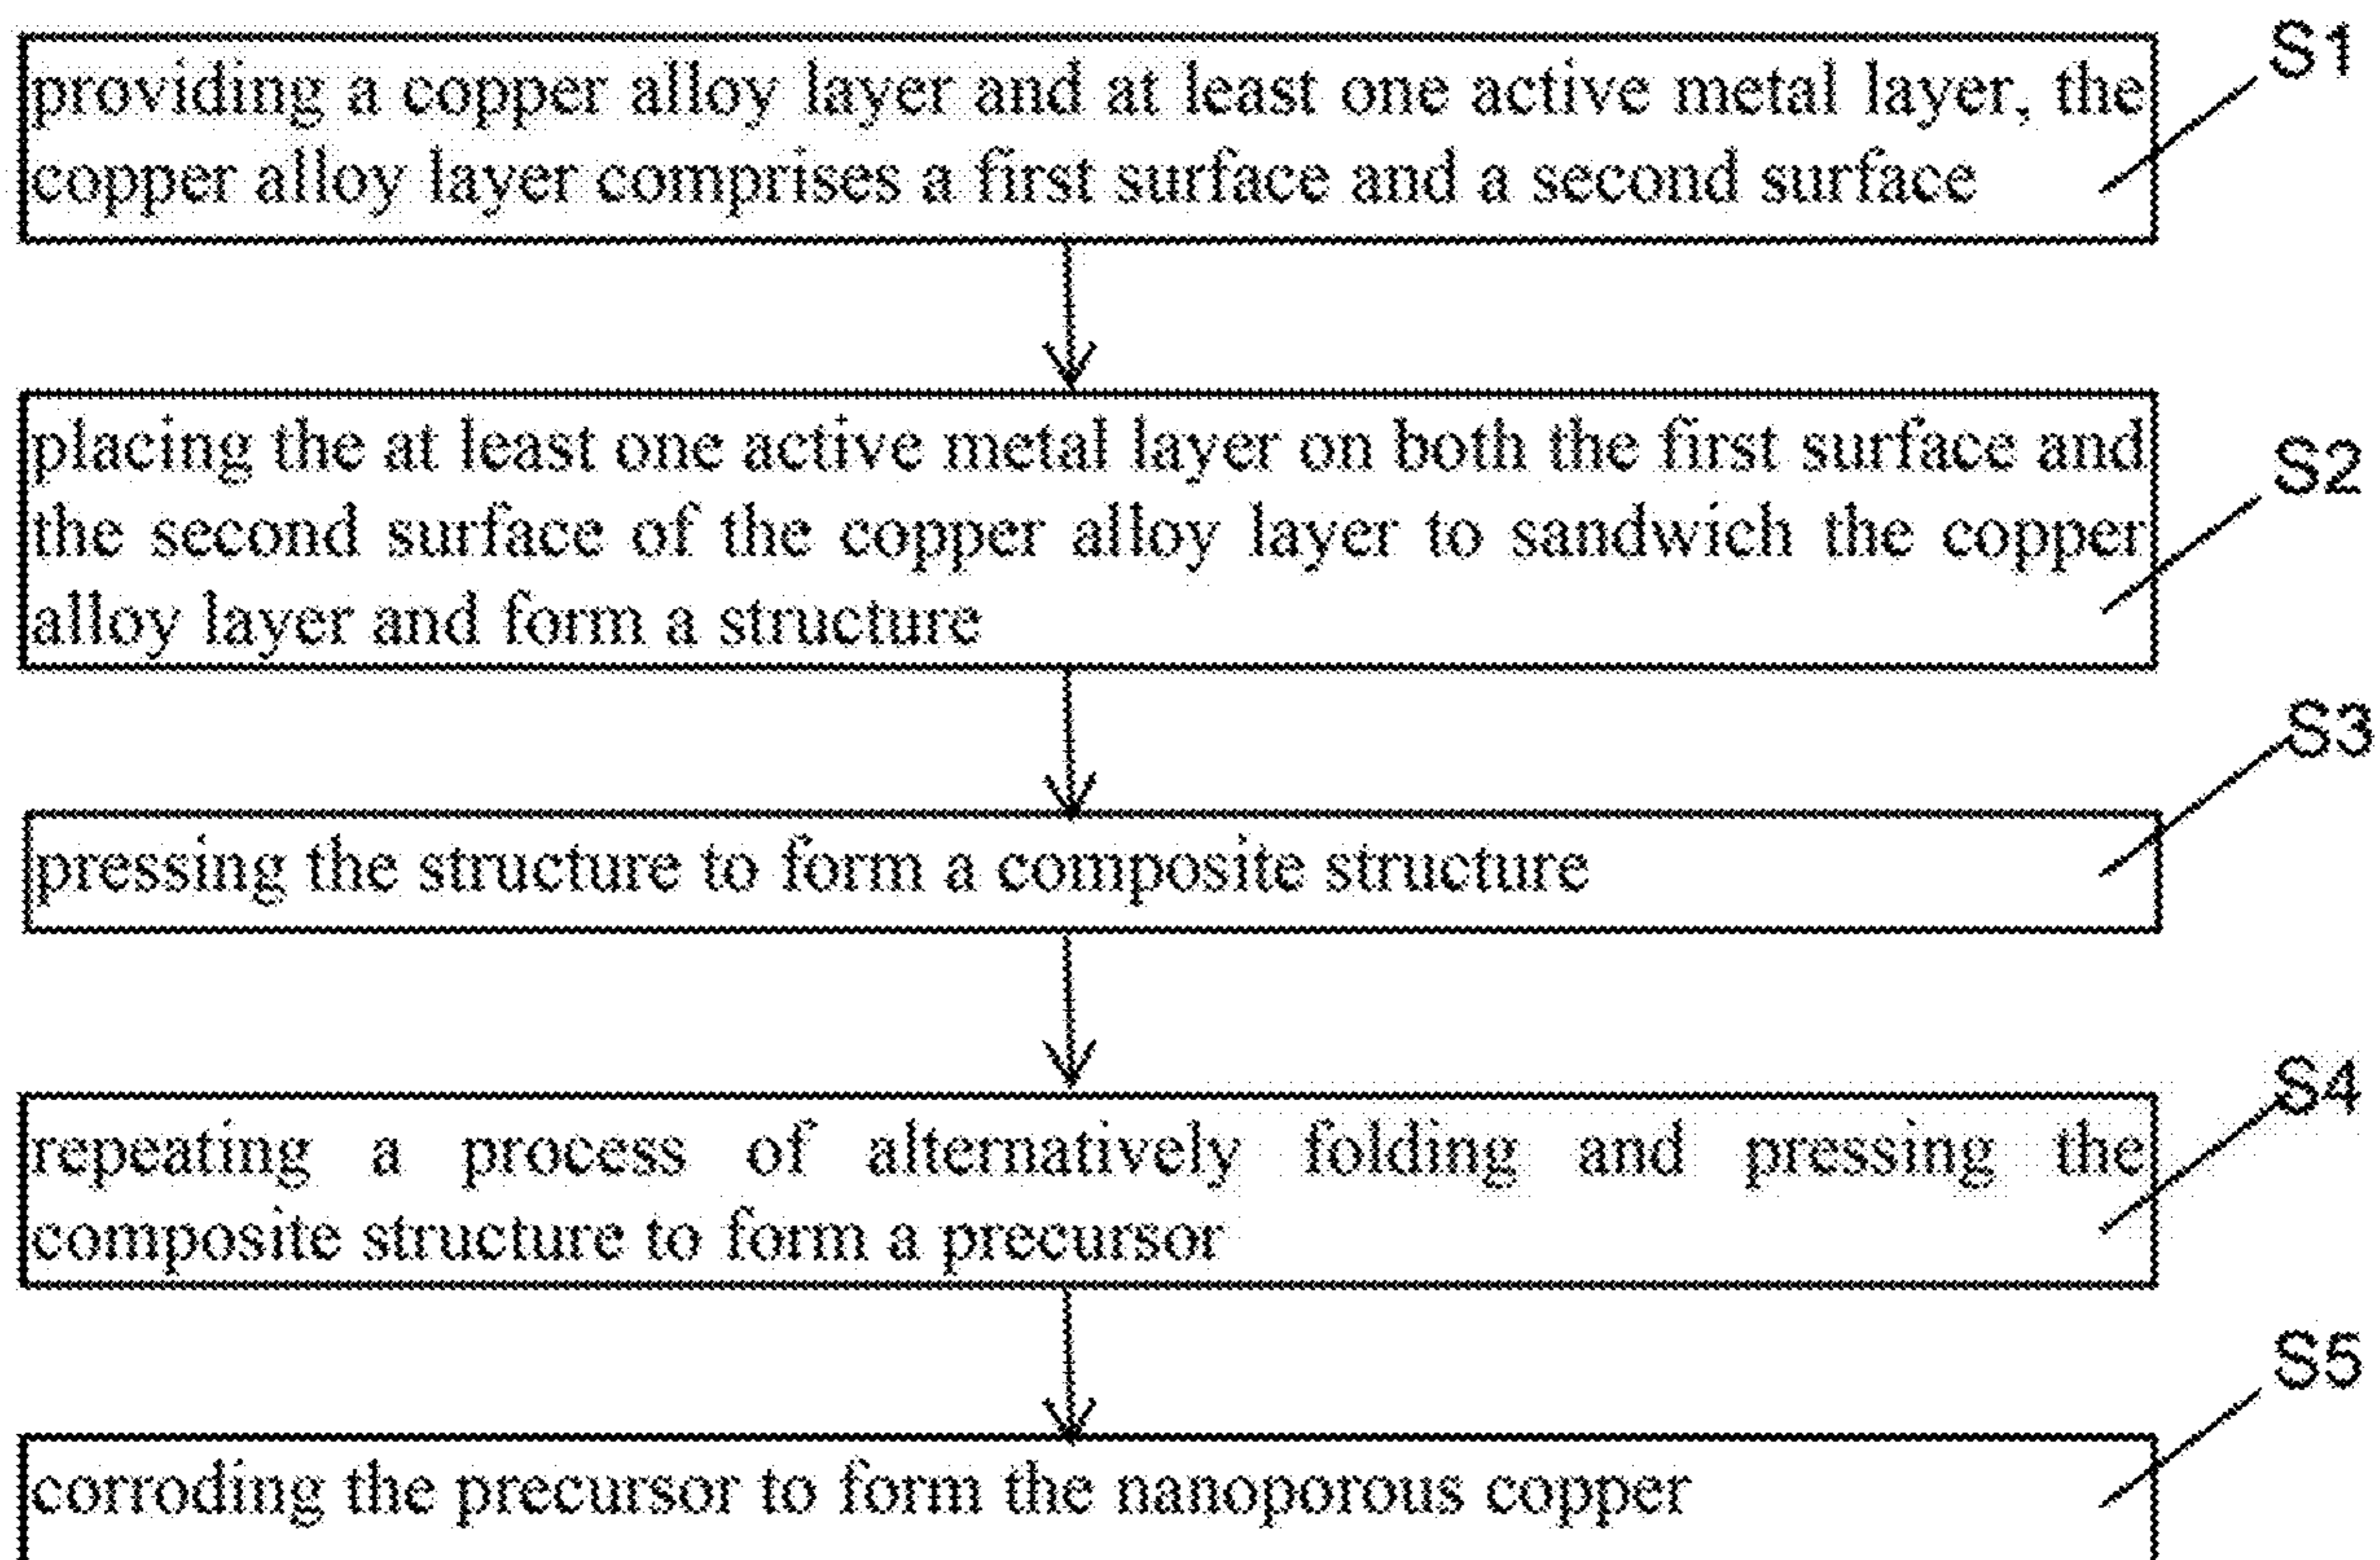 S1
providing a copper alloy layer and at least one active metal layer, the
copper alloy layer comprises a first surface and a second surface
S2
placing the at least one active metal layer on both the first surface and
the second surface of the copper alloy layer to sandwich the copper
alloy layer and form a structure
S3
pressing the structure to form a composite structure
S4
repeating a process of alternatively folding and pressing the
composite structure to form a precursor
S5
corroding the precursor to form the nanoporous copper